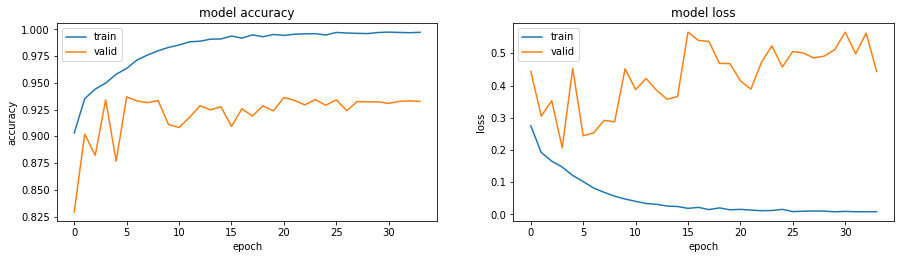 model accuracy
train
valid
1.000
0.975
0.950
0.925
0.900
0.875
0.850
0.825
accuracy
0 5 10 15 20 25 30
epoch
model loss
train
valid
0.5
0.4
0.3
0.2
0.1
0.0
loss
0 5 10 15 20 25 30
epoch